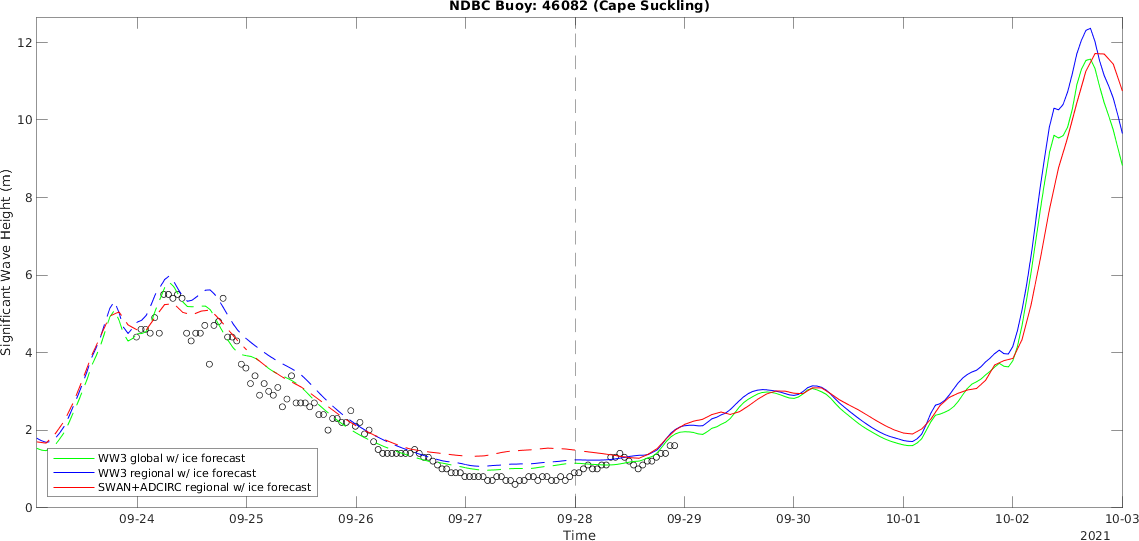 NDBC Buoy: 46082 (Cape Suckling)
Significant Wave Height (m)
12
10
8
6
4
2
0
WW3 global w/ ice forecast
WW3 regional w/ ice forecast
SWAN+ADCIRC regional w/ ice forecast
09-24 09-25 09-26 09-27 09-28 09-29 09-30 10-01 10-02 10-03
Time
2021